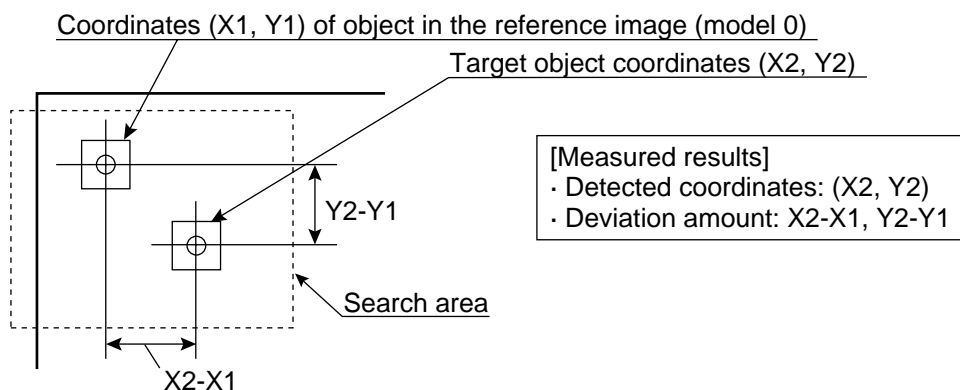 Coordinates (X1, Y1) of object in the reference image (model 0)
Target object coordinates (X2, Y2)
[Measured results]
· Detected coordinates: (X2, Y2)
· Deviation amount: X2-X1, Y2-Y1
Y2-Y1
Search area
X2-X1